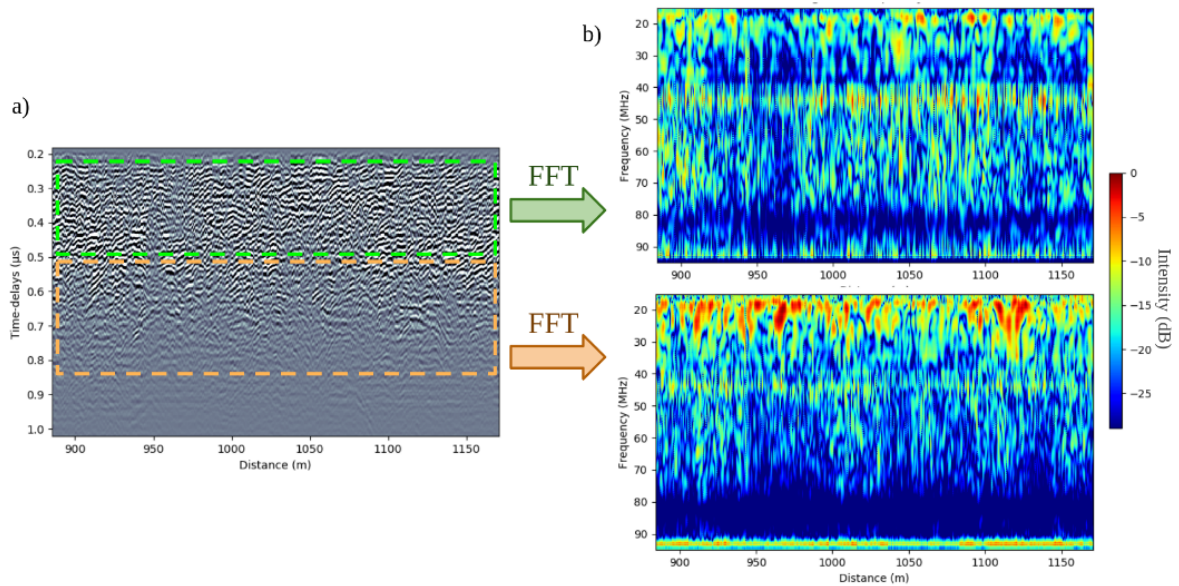 a)
0.2
0.3
0.4
0.5
0.6
0.7
0.8
0.9
1.0
Time-delays (μs)
900 950 1000 1050 1100 1150
Distance (m)
FFT
FFT
b)
20
30
40
50
60
70
80
90
Frequency (MHz)
900 950 1000 1050 1100 1150
20
30
40
50
60
70
80
90
Frequency (MHz)
900 950 1000 1050 1100 1150
Distance (m)
0
−5
−10
−15
−20
−25
Intensity (dB)